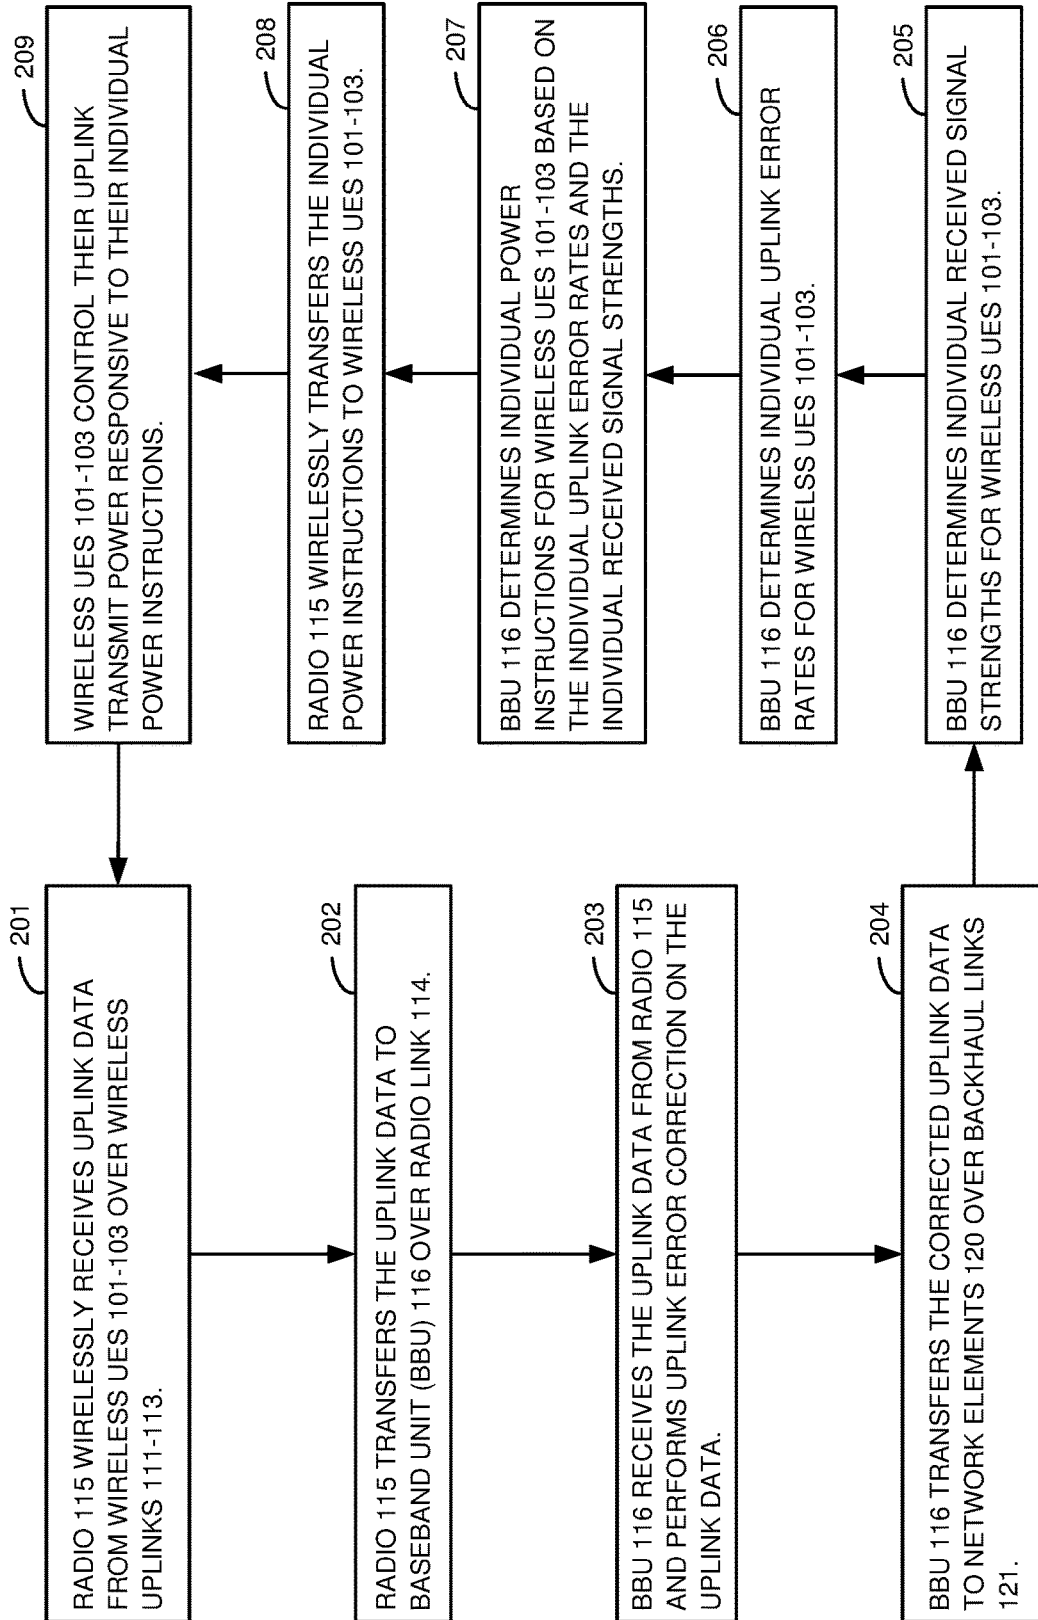 201
RADIO 115 WIRELESSLY RECEIVES UPLINK DATA
FROM WIRELESS UES 101-103 OVER WIRELESS
UPLINKS 111-113.
202
RADIO 115 TRANSFERS THE UPLINK DATA TO
BASEBAND UNIT (BBU) 116 OVER RADIO LINK 114.
203
BBU 116 RECEIVES THE UPLINK DATA FROM RADIO 115
AND PERFORMS UPLINK ERROR CORRECTION ON THE
UPLINK DATA.
204
BBU 116 TRANSFERS THE CORRECTED UPLINK DATA
TO NETWORK ELEMENTS 120 OVER BACKHAUL LINKS
121.
205
BBU 116 DETERMINES INDIVIDUAL RECEIVED SIGNAL
STRENGTHS FOR WIRELESS UES 101-103.
206
BBU 116 DETERMINES INDIVIDUAL UPLINK ERROR
RATES FOR WIRELSS UES 101-103.
207
BBU 116 DETERMINES INDIVIDUAL POWER
INSTRUCTIONS FOR WIRELESS UES 101-103 BASED ON
THE INDIVIDUAL UPLINK ERROR RATES AND THE
INDIVIDUAL RECEIVED SIGNAL STRENGTHS.
208
RADIO 115 WIRELESSLY TRANSFERS THE INDIVIDUAL
POWER INSTRUCTIONS TO WIRELESS UES 101-103.
209
WIRELESS UES 101-103 CONTROL THEIR UPLINK
TRANSMIT POWER RESPONSIVE TO THEIR INDIVIDUAL
POWER INSTRUCTIONS.